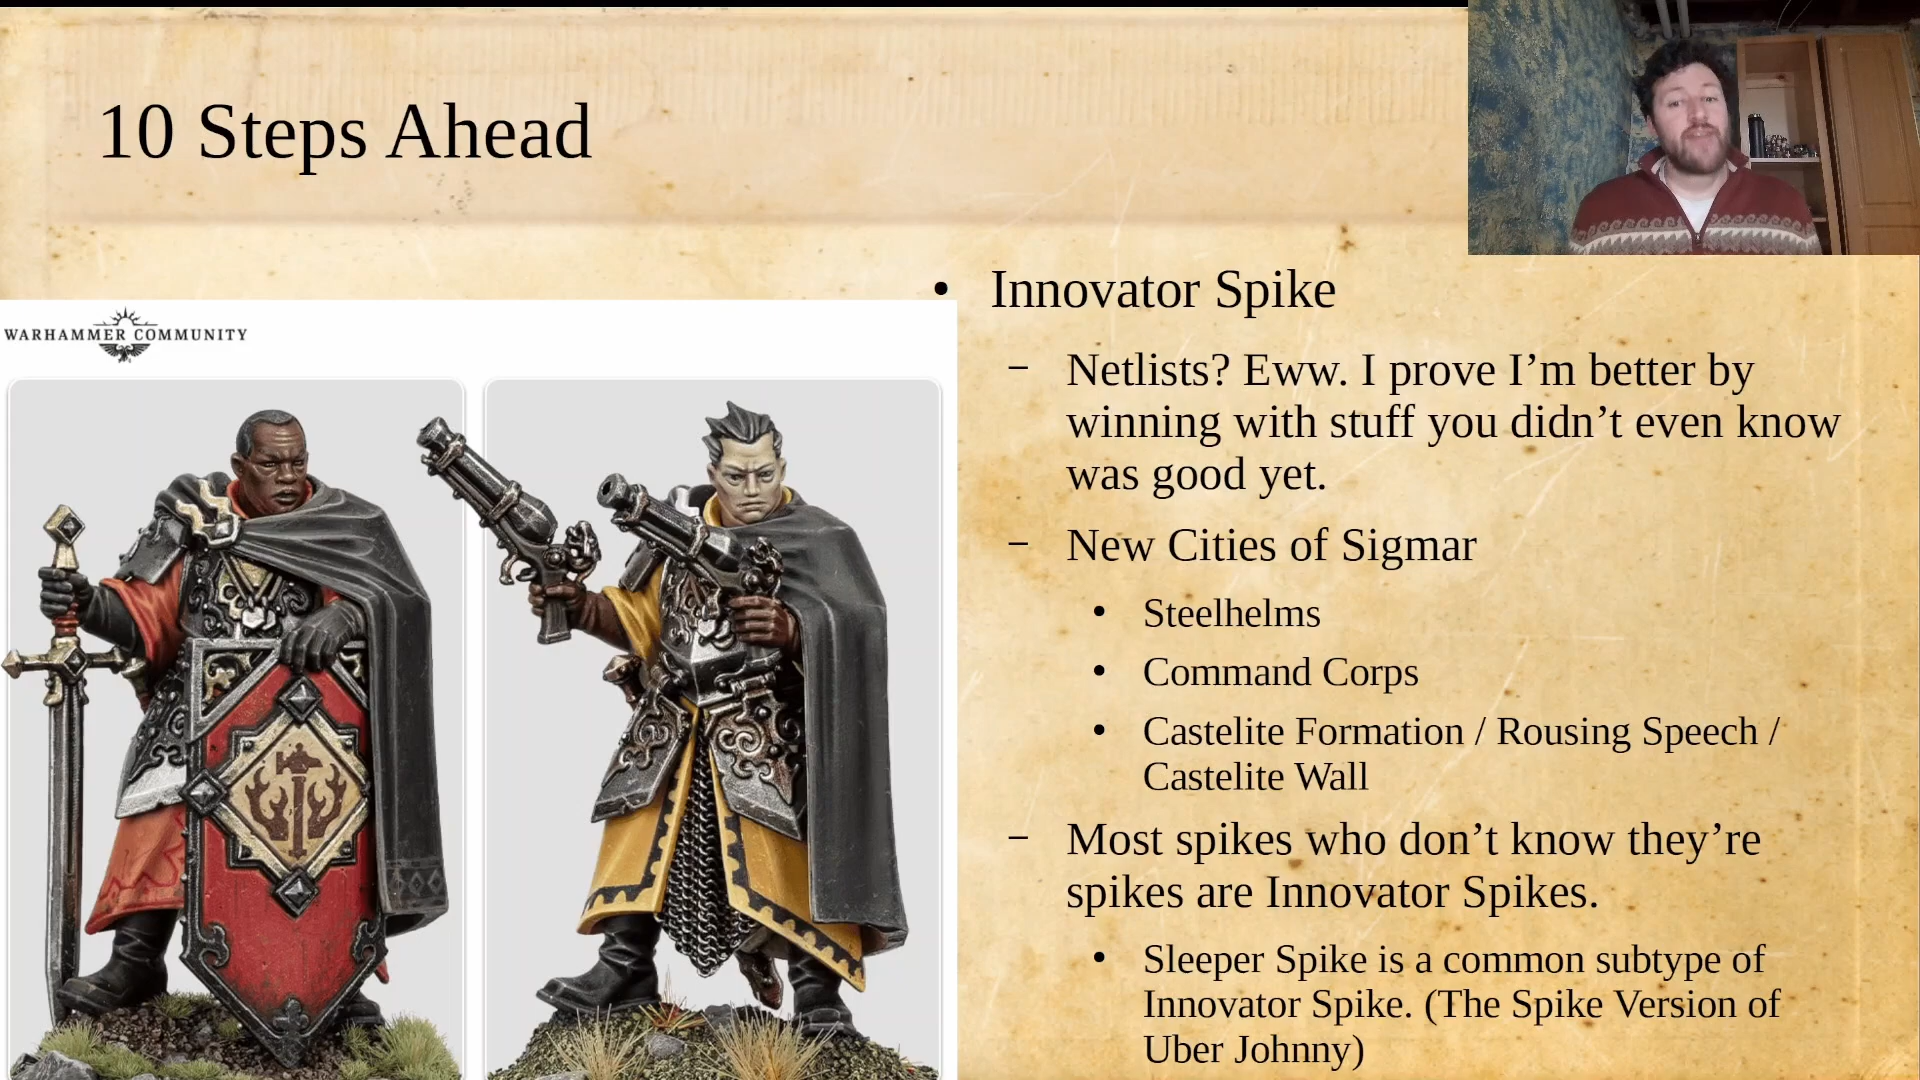 10 Steps Ahead
WARHAMMER COMMUNITY
• Innovator Spike
– Netlists? Eww. I prove I’m better by
winning with stuff you didn’t even know
was good yet.
– New Cities of Sigmar
• Steelhelms
• Command Corps
• Castelite Formation / Rousing Speech /
Castelite Wall
– Most spikes who don’t know they’re
spikes are Innovator Spikes.
• Sleeper Spike is a common subtype of
Innovator Spike. (The Spike Version of
Uber Johnny)